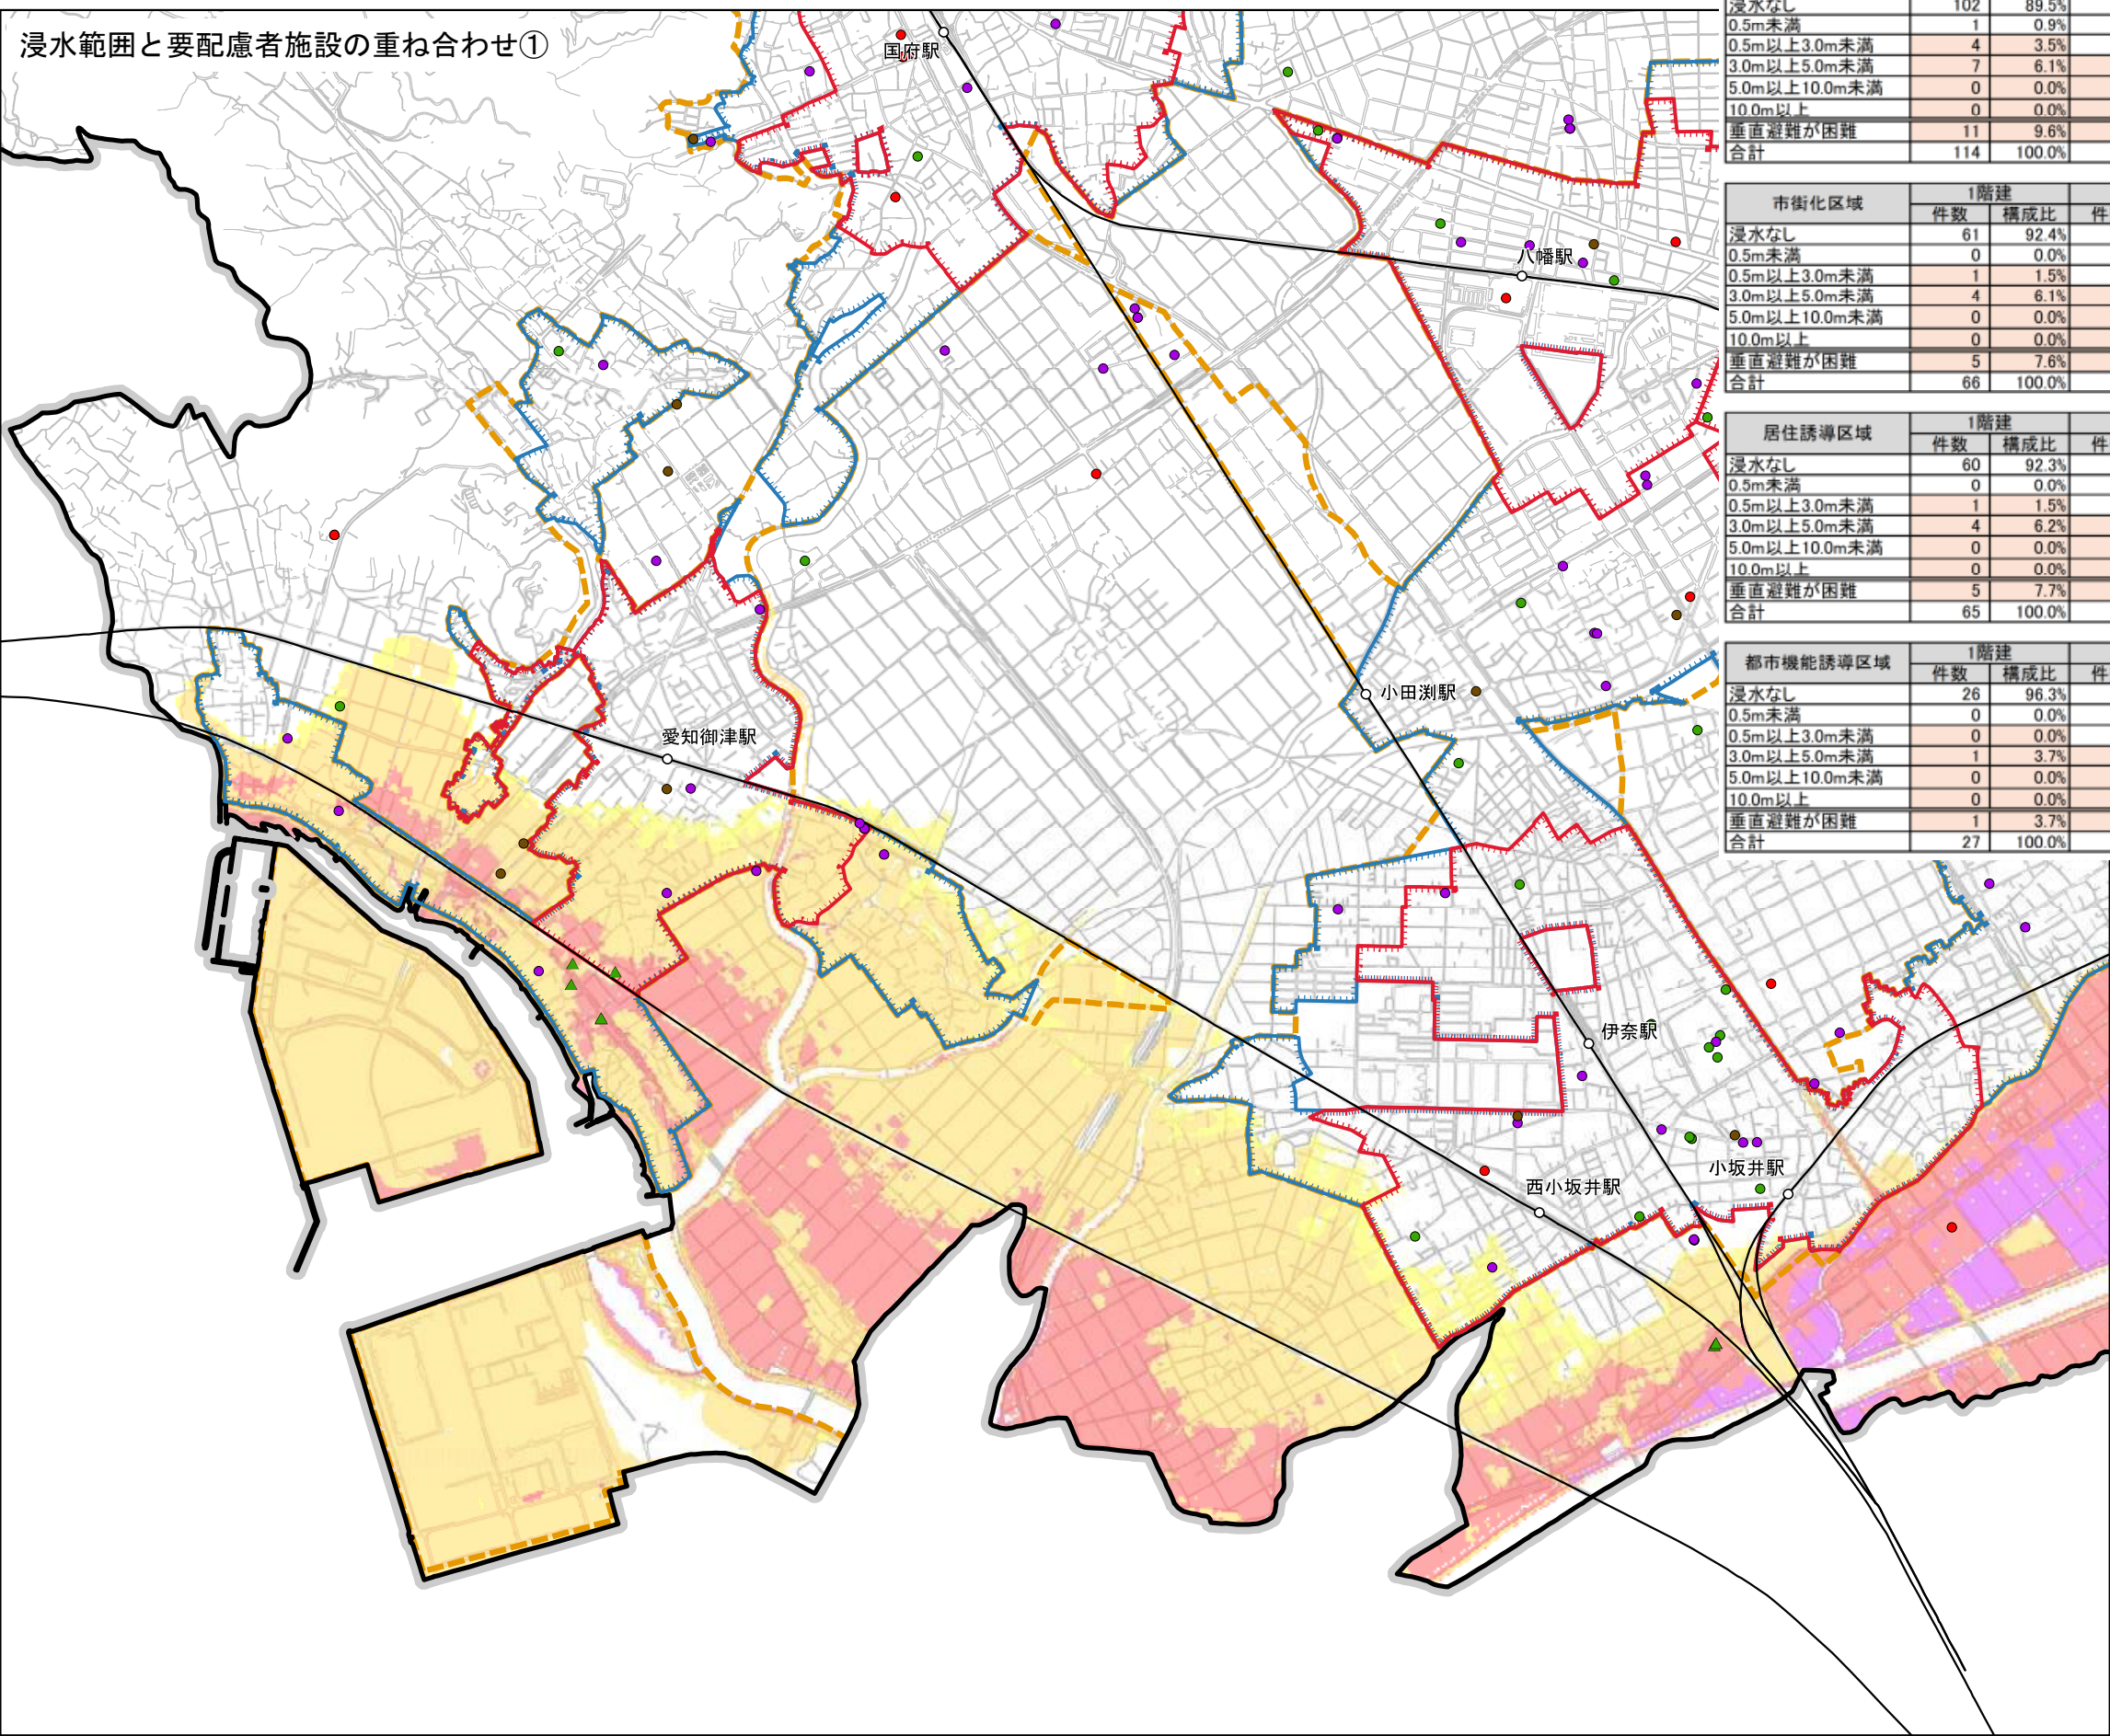 浸水範囲と要配慮者施設の重ね合わせ①
国府駅
八幡駅
小田渕駅
愛知御津駅
伊奈駅
小坂井駅
西小坂井駅
浸水なし 102 89.5%
0.5m未満 1 0.9%
0.5m以上3.0m未満 4 3.5%
3.0m以上5.0m未満 7 6.1%
5.0m以上10.0m未満 0 0.0%
10.0m以上 0 0.0%
垂直避難が困難 11 9.6%
合計 114 100.0%
市街化区域 1階建
件数 構成比 件
浸水なし 61 92.4%
0.5m未満 0 0.0%
0.5m以上3.0m未満 1 1.5%
3.0m以上5.0m未満 4 6.1%
5.0m以上10.0m未満 0 0.0%
10.0m以上 0 0.0%
垂直避難が困難 5 7.6%
合計 66 100.0%
居住誘導区域 1階建
件数 構成比 件
浸水なし 60 92.3%
0.5m未満 0 0.0%
0.5m以上3.0m未満 1 1.5%
3.0m以上5.0m未満 4 6.2%
5.0m以上10.0m未満 0 0.0%
10.0m以上 0 0.0%
垂直避難が困難 5 7.7%
合計 65 100.0%
都市機能誘導区域 1階建
件数 構成比 件
浸水なし 26 96.3%
0.5m未満 0 0.0%
0.5m以上3.0m未満 0 0.0%
3.0m以上5.0m未満 1 3.7%
5.0m以上10.0m未満 0 0.0%
10.0m以上 0 0.0%
垂直避難が困難 1 3.7%
合計 27 100.0%